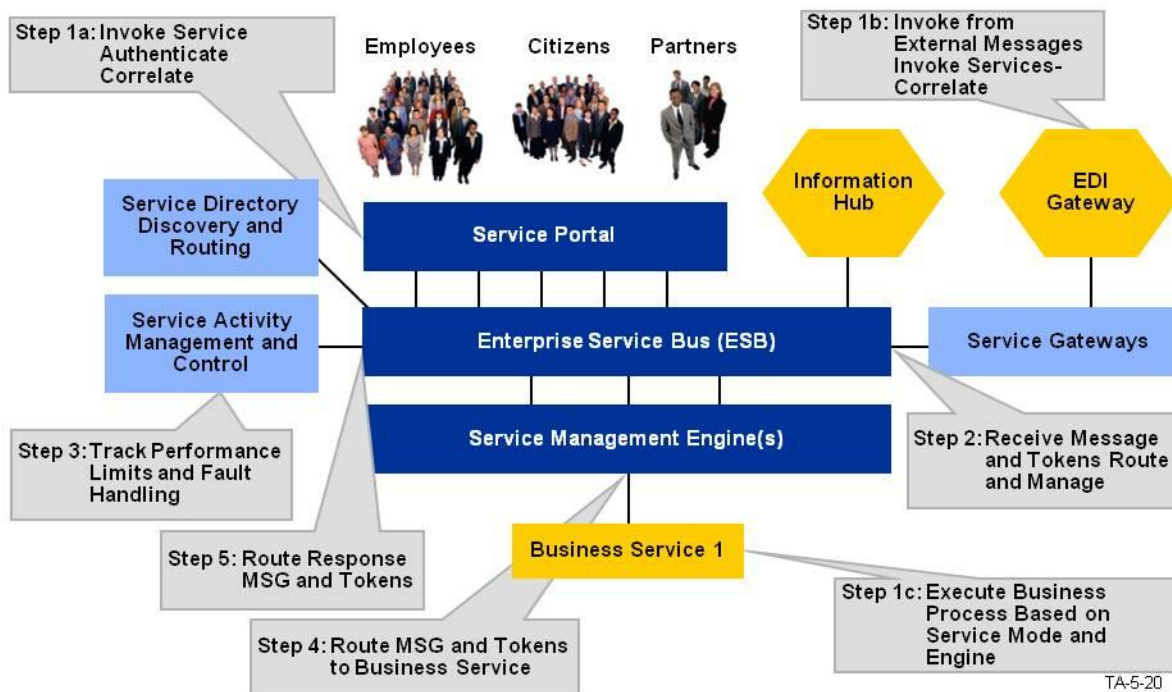 Step 1a: Invoke Service
Authenticate
Correlate
Employees
Citizens
Partners
Step 1b: Invoke from
External Messages
Invoke Services-
Correlate
Service Directory
Discovery and
Routing
Service Portal
Information
Hub
EDI
Gateway
Service Activity
Management and
Control
Enterprise Service Bus (ESB)
Service Gateways
Service Management Engine(s)
Step 3: Track Performance
Limits and Fault
Handling
Step 2: Receive Message
and Tokens Route
and Manage
Step 5: Route Response
MSG and Tokens
Business Service 1
Step 4: Route MSG and Tokens
to Business Service
Step 1c: Execute Business
Process Based on
Service Mode and
Engine
TA-5-20